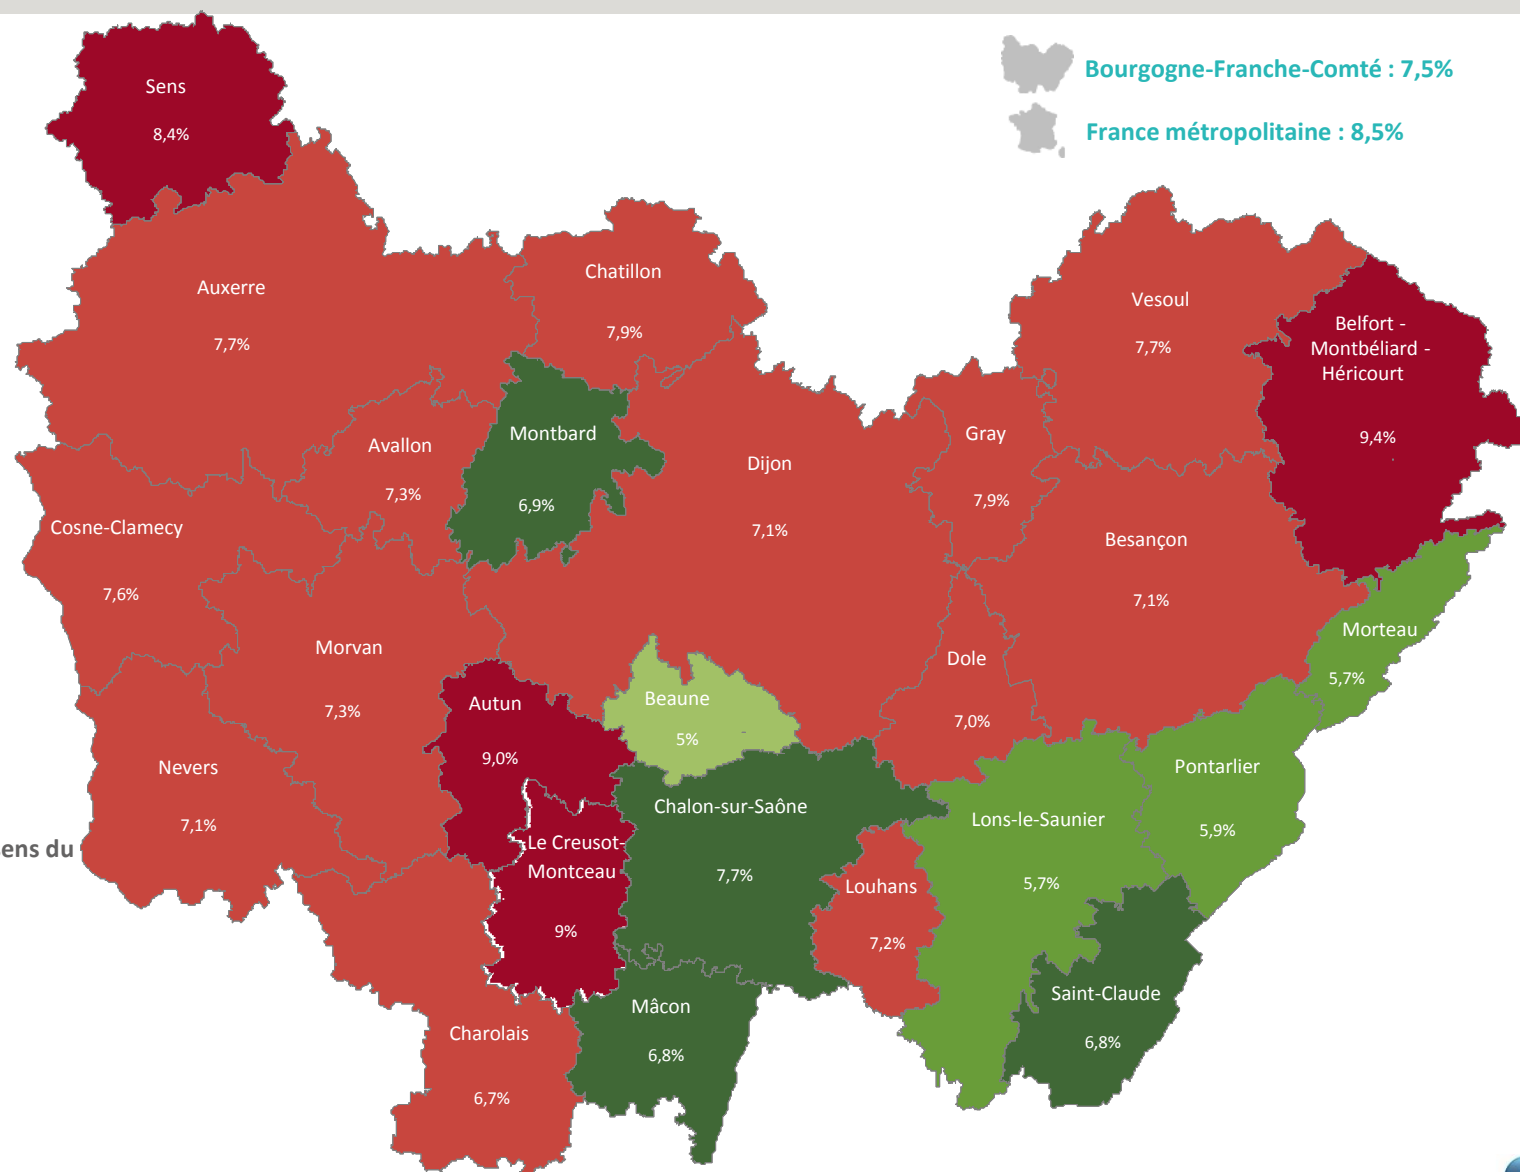 Bourgogne-Franche-Comté : 7,5%
France métropolitaine : 8,5%
Sens
8,4%
Auxerre
7,7%
Chatillon
7,9%
Vesoul
7,7%
Belfort -
Montbéliard -
Héricourt
9,4%
Avallon
7,3%
Montbard
6,9%
Dijon
7,1%
Gray
7,9%
Cosne-Clamecy
7,6%
Besançon
7,1%
Morvan
7,3%
Morteau
5,7%
Dole
7,0%
Autun
9,0%
Beaune
5%
Nevers
7,1%
Pontarlier
5,9%
Chalon-sur-Saône
7,7%
Lons-le-Saunier
5,7%
Le Creusot-
Montceau
9%
ens du
Louhans
7,2%
Saint-Claude
6,8%
Mâcon
6,8%
Charolais
6,7%